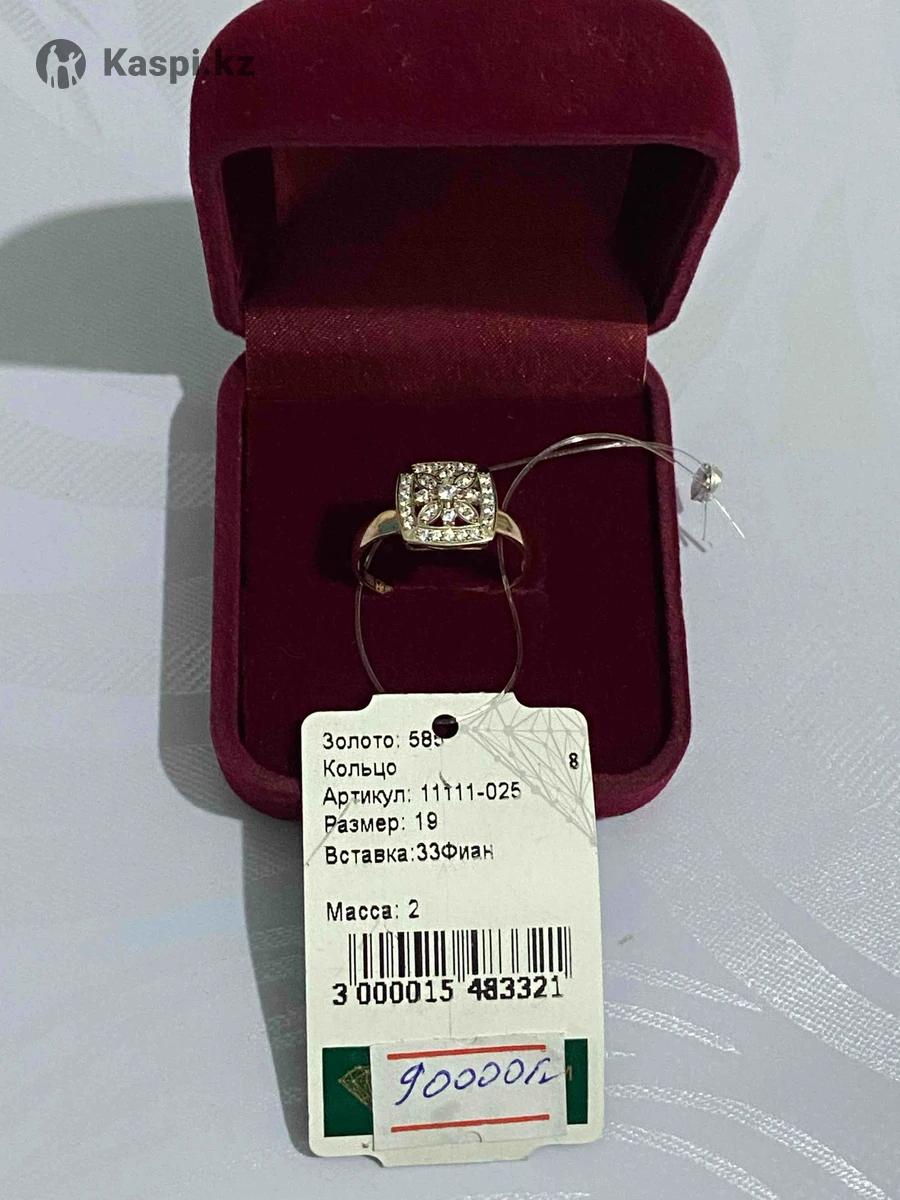 Kaspi.kz
Золото: 585
8
Кольцо
Артикул: 11111-025
Размер: 19
Вставка:33Фиан
Масса: 2
3 000015 483321
90000тг